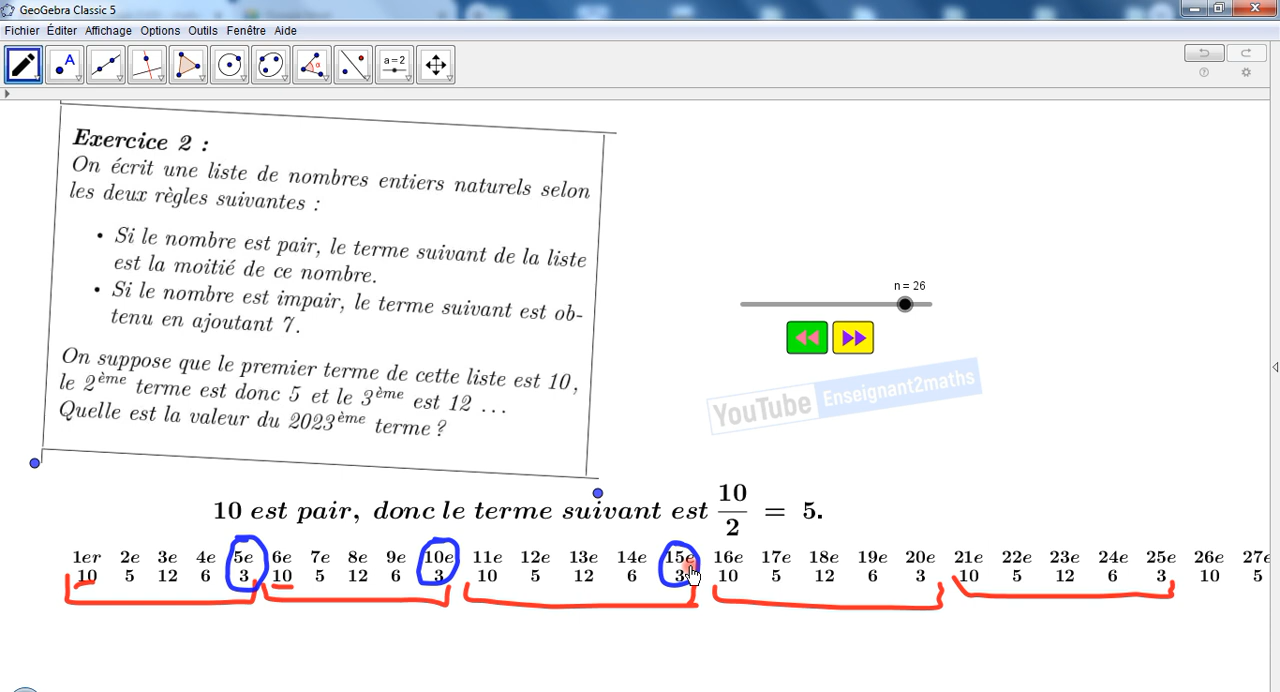 GeoGebra Classic 5
Fichier Éditer Affichage Options Outils Fenêtre Aide
A
α
a=2
Exercice 2 :
On écrit une liste de nombres entiers naturels selon
les deux règles suivantes :
• Si le nombre est pair, le terme suivant de la liste
est la moitié de ce nombre.
• Si le nombre est impair, le terme suivant est ob-
tenu en ajoutant 7.
On suppose que le premier terme de cette liste est 10,
le 2ème terme est donc 5 et le 3ème est 12 ...
Quelle est la valeur du 2023ème terme ?
n = 26
YouTube Enseignant2maths
10 est pair, donc le terme suivant est 10/2 = 5.
1er 2e 3e 4e 5e 6e 7e 8e 9e 10e 11e 12e 13e 14e 15e 16e 17e 18e 19e 20e 21e 22e 23e 24e 25e 26e 27e
10 5 12 6 3 10 5 12 6 3 10 5 12 6 3 10 5 12 6 3 10 5 12 6 3 10 5